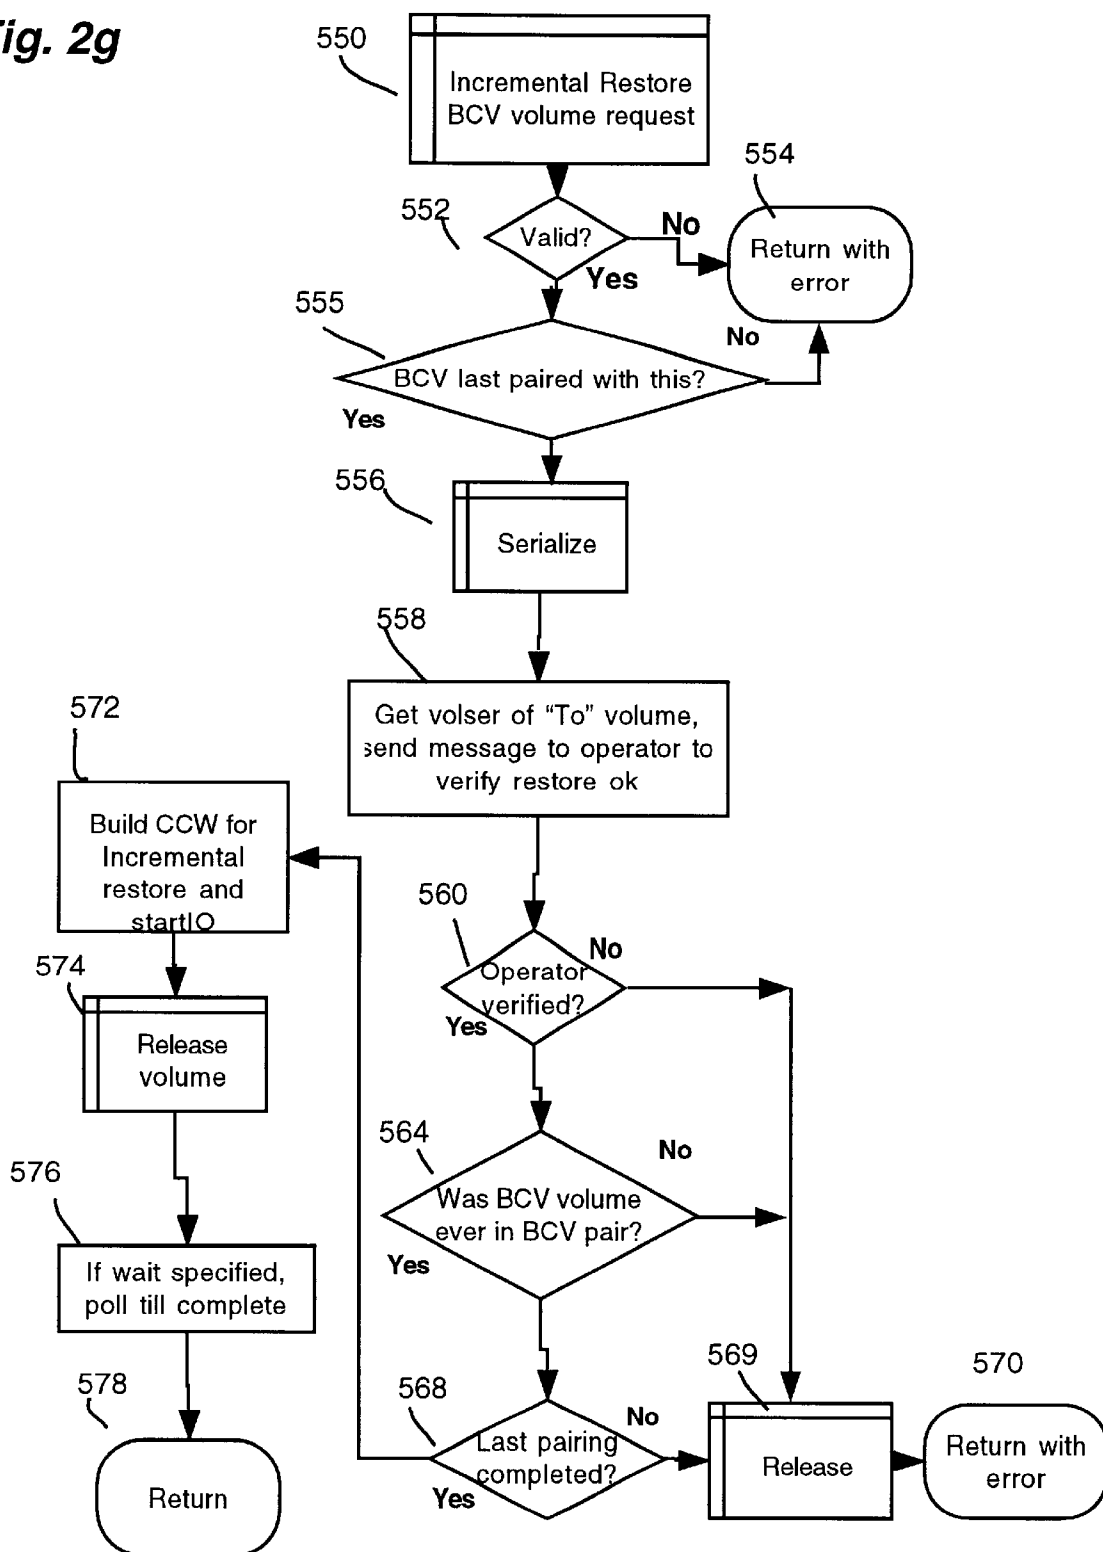 ig. 2g
550
Incremental Restore
BCV volume request
554
552
Valid?
No
Return with
error
Yes
555
No
BCV last paired with this?
Yes
556
Serialize
558
572
Get volser of “To” volume,
send message to operator to
verify restore ok
Build CCW for
Incremental
restore and
startIO
560
No
574
Operator
verified?
Yes
Release
volume
564
No
576
Was BCV volume
ever in BCV pair?
Yes
If wait specified,
poll till complete
569
570
578
568
No
Last pairing
completed?
Return with
error
Release
Yes
Return